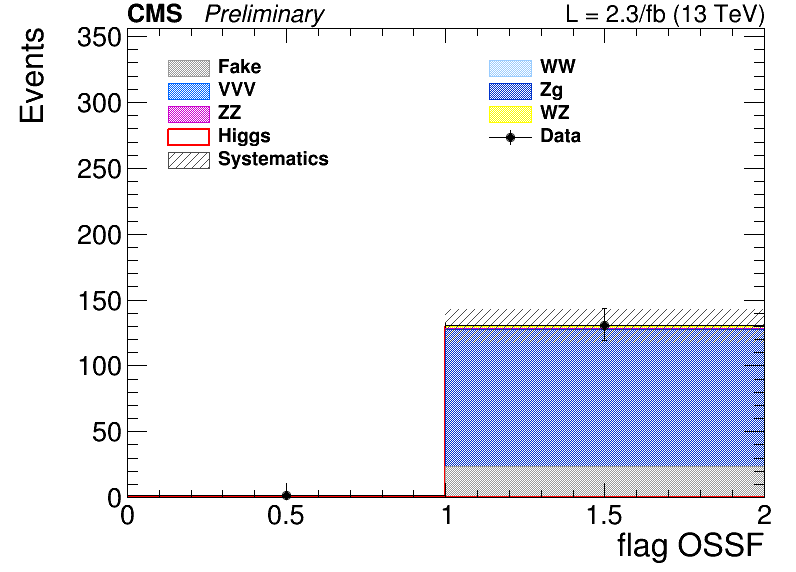 CMS Preliminary L = 2.3/fb (13 TeV)
Events
350
300
250
200
150
100
50
0
Fake WW
VVV Zg
ZZ WZ
Higgs Data
Systematics
0 0.5 1 1.5 2
flag OSSF